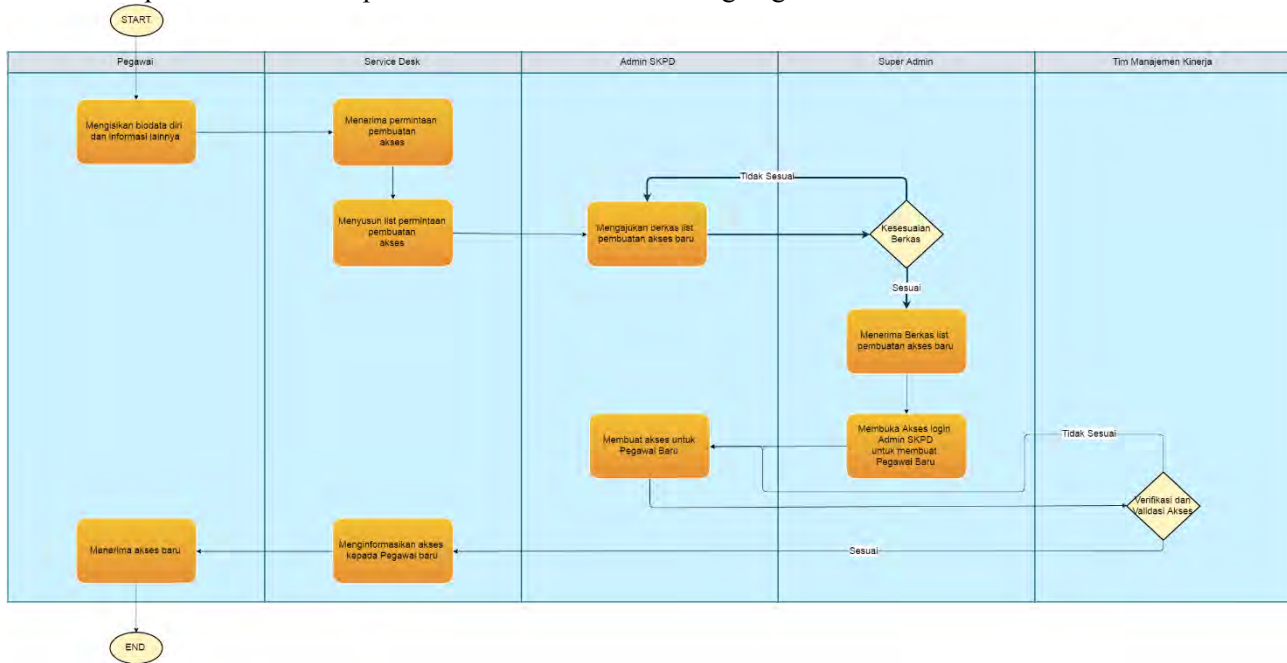 START
Pegawai
Service Desk
Admin SKPD
Super Admin
Tim Manajemen Kinerja
Mengisikan biodata diri
dan informasi lainnya
Menerima permintaan
pembuatan
akses
Tidak Sesuai
Menyusun list permintaan
pembuatan
akses
Mengajukan berkas list
pembuatan akses baru
Kesesuaian
Berkas
Sesuai
Menerima Berkas list
pembuatan akses baru
Membuat akses untuk
Pegawai Baru
Membuka Akses login
Admin SKPD
untuk membuat
Pegawai Baru
Tidak Sesuai
Verifikasi dan
Validasi Akses
Menerima akses baru
Menginformasikan akses
kepada Pegawai baru
Sesuai
END